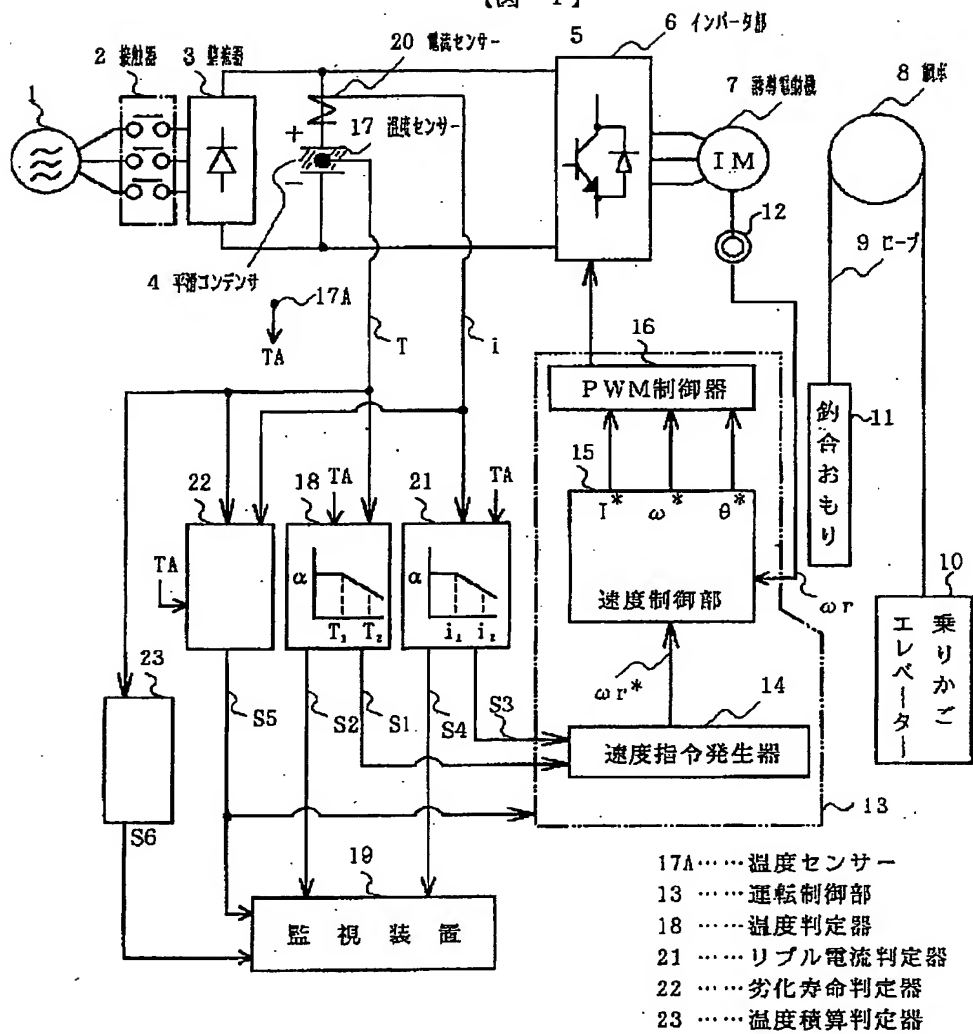 【図 1】
20 電流センサー
5
6 インバータ部
2 接触器
3 整流器
7 誘導電動機
8 綱車
1
+
17 温度センサー
−
IM
12
9 ロープ
4 平滑コンデンサ
17A
TA
T
i
16
PWM制御器
釣合おもり
11
15
I* ω* θ*
22
18
TA
21
TA
TA
α
T₁ T₂
α
i₁ i₂
速度制御部
ωr
10
乗りかご
エレベーター
23
S5
S2
S1
S4
S3
ωr*
14
速度指令発生器
13
S6
19
監視装置
17A……温度センサー
13……運転制御部
18……温度判定器
21……リプル電流判定器
22……劣化寿命判定器
23……温度積算判定器